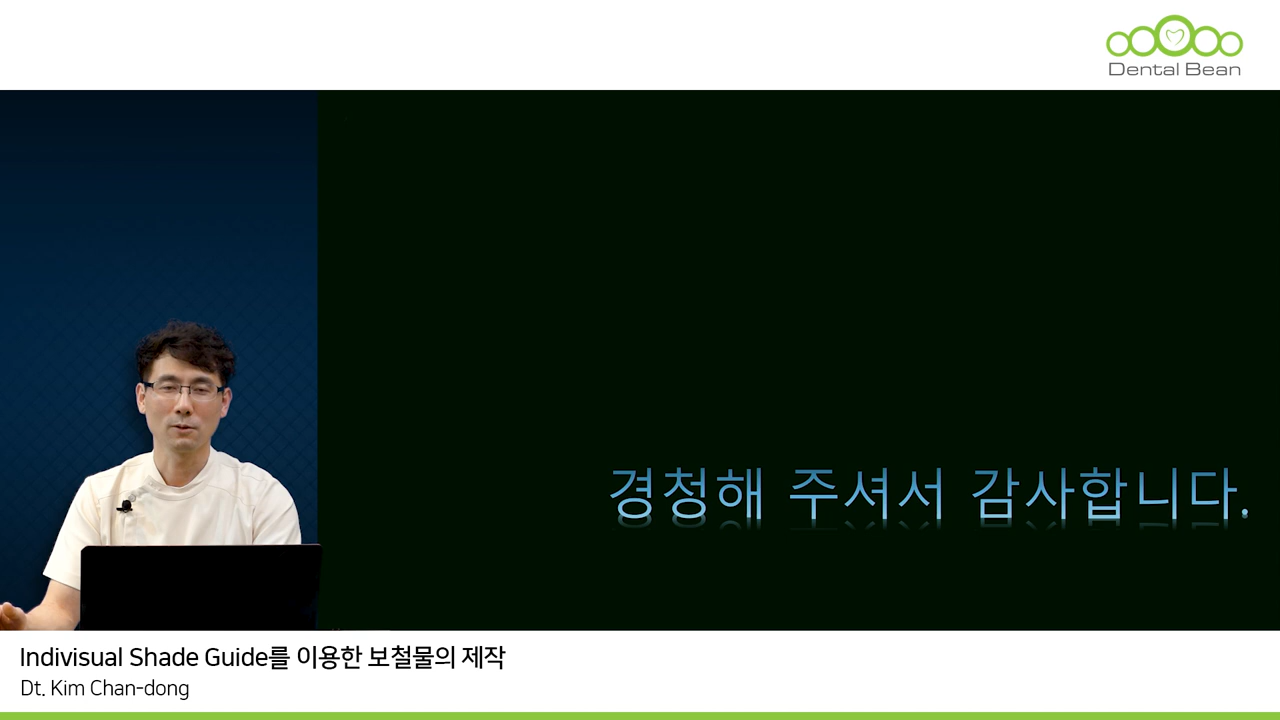 Dental Bean
경청해 주셔서 감사합니다.
Indivisual Shade Guide를 이용한 보철물의 제작
Dt. Kim Chan-dong